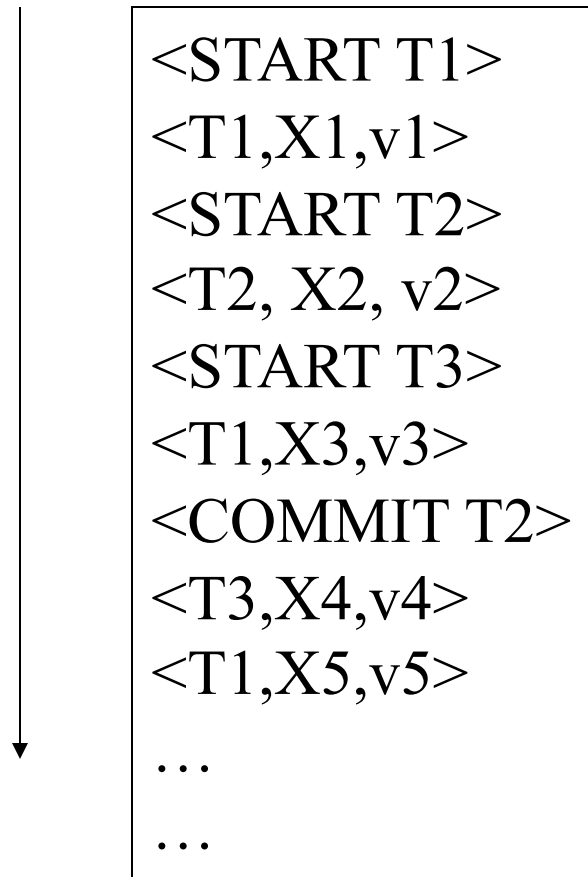 <START T1>
<T1,X1,v1>
<START T2>
<T2, X2, v2>
<START T3>
<T1,X3,v3>
<COMMIT T2>
<T3,X4,v4>
<T1,X5,v5>
…
…